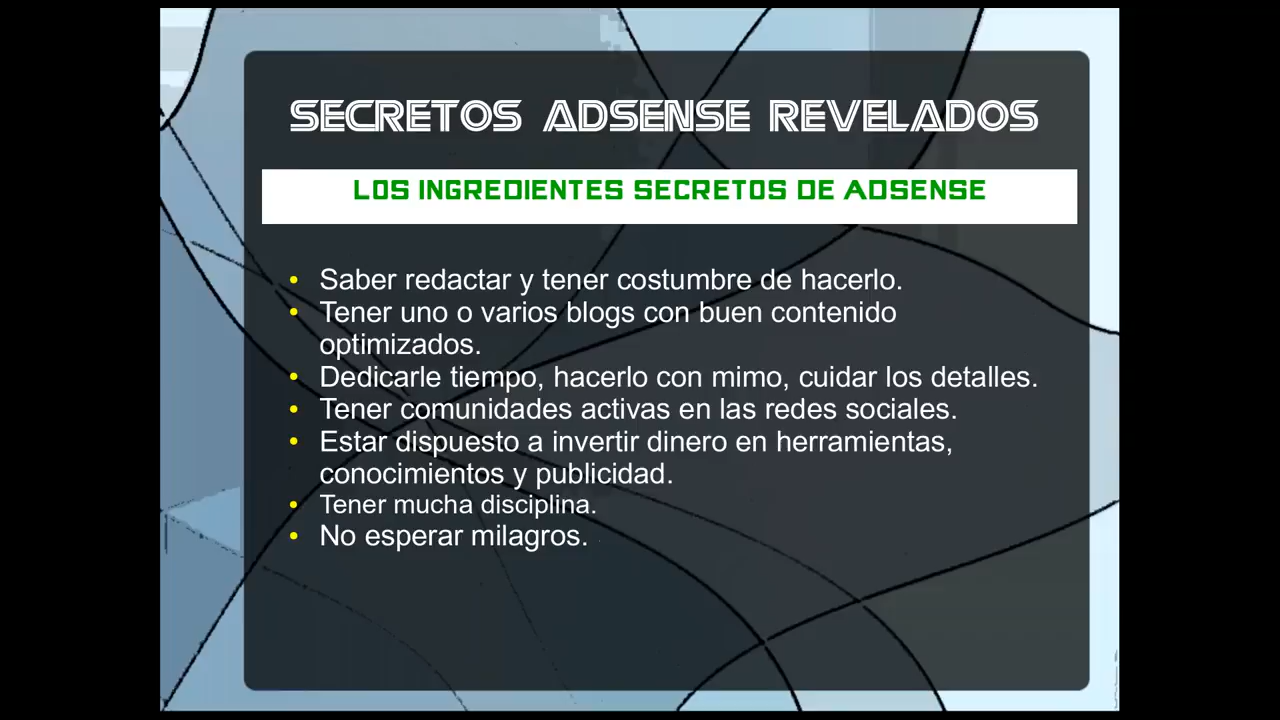 SECRETOS ADSENSE REVELADOS
LOS INGREDIENTES SECRETOS DE ADSENSE
• Saber redactar y tener costumbre de hacerlo.
• Tener uno o varios blogs con buen contenido
optimizados.
• Dedicarle tiempo, hacerlo con mimo, cuidar los detalles.
• Tener comunidades activas en las redes sociales.
• Estar dispuesto a invertir dinero en herramientas,
conocimientos y publicidad.
• Tener mucha disciplina.
• No esperar milagros.